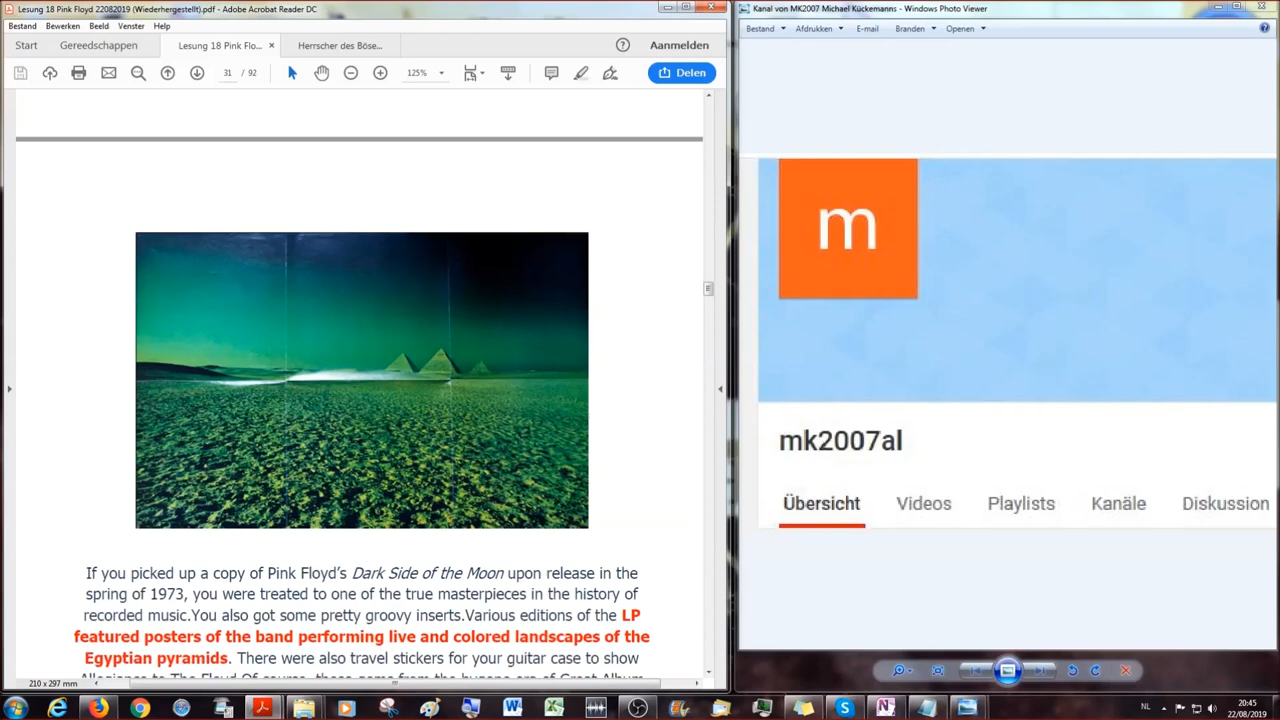 Lesung 18 Pink Floyd 22082019 (Wiederhergestellt).pdf - Adobe Acrobat Reader DC
Bestand Bewerken Beeld Venster Help
Start Gereedschappen Lesung 18 Pink Flo... × Herrscher des Böse... Aanmelden
31 / 92 125% Delen
If you picked up a copy of Pink Floyd's Dark Side of the Moon upon release in the
spring of 1973, you were treated to one of the true masterpieces in the history of
recorded music.You also got some pretty groovy inserts.Various editions of the LP
featured posters of the band performing live and colored landscapes of the
Egyptian pyramids. There were also travel stickers for your guitar case to show
210 x 297 mm
Kanal von MK2007 Michael Kückemanns - Windows Photo Viewer
Bestand Afdrukken E-mail Branden Openen
m
mk2007al
Übersicht Videos Playlists Kanäle Diskussion
NL 20:45
22/08/2019